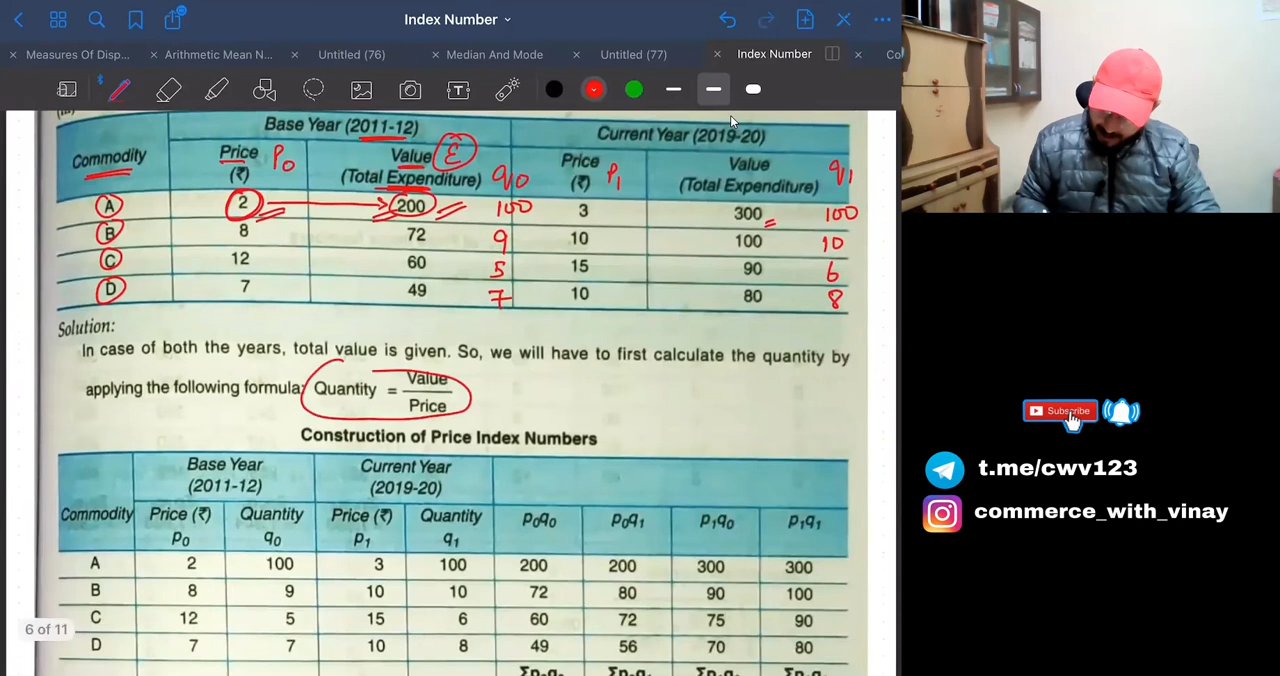 Index Number
Measures Of Disp...
Arithmetic Mean N...
Untitled (76)
Median And Mode
Untitled (77)
Index Number
Co
Commodity Base Year (2011-12) Current Year (2019-20)
Price P0 Value E Price P1 Value q1
(₹) (Total Expenditure) q0 (₹) (Total Expenditure)
A 2 200 100 3 300 100
B 8 72 9 10 100 10
C 12 60 5 15 90 6
D 7 49 7 10 80 8
Solution:
In case of both the years, total value is given. So, we will have to first calculate the quantity by
applying the following formula: Quantity = Value
Price
Construction of Price Index Numbers
Commodity Base Year Current Year
(2011-12) (2019-20)
Price (₹) Quantity Price (₹) Quantity p0q0 p0q1 p1q0 p1q1
p0 q0 p1 q1
A 2 100 3 100 200 200 300 300
B 8 9 10 10 72 80 90 100
C 12 5 15 6 60 72 75 90
D 7 7 10 8 49 56 70 80
6 of 11
Subscribe
t.me/cwv123
commerce_with_vinay